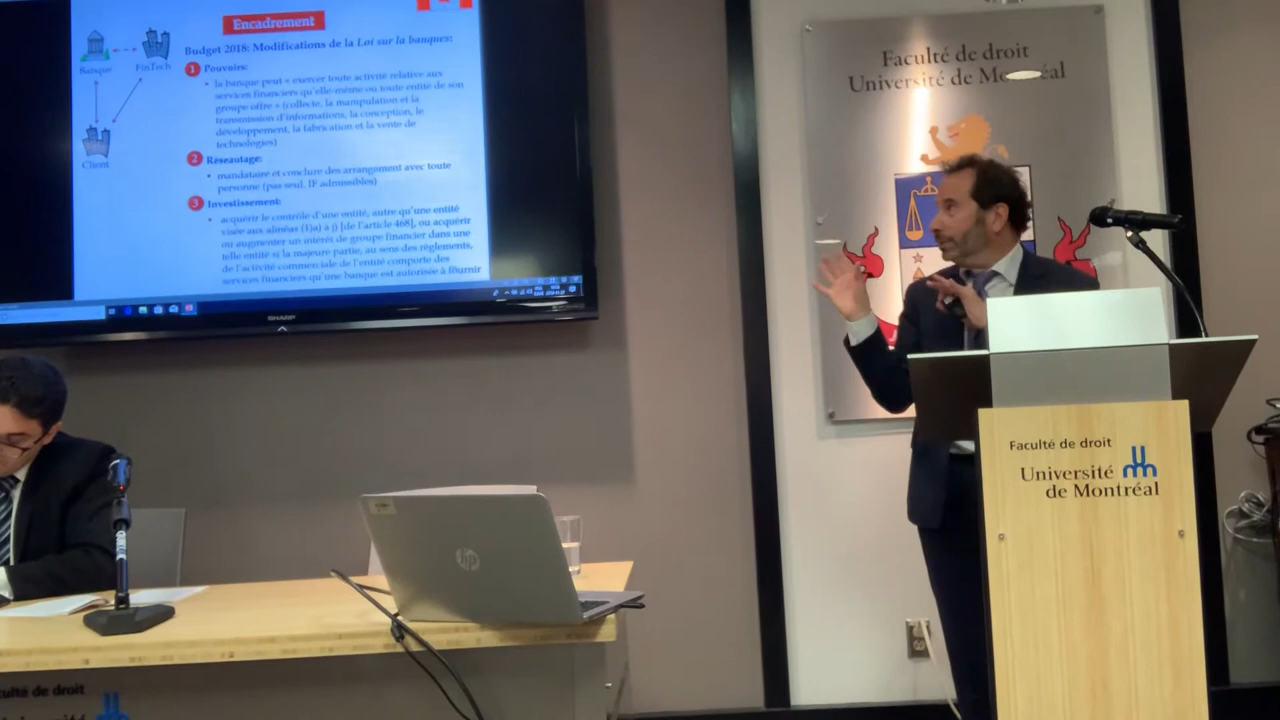 Encadrement
Budget 2018: Modifications de la Loi sur la banques:
Banque
FinTech
Client
1 Pouvoirs:
• la banque peut « exercer toute activité relative aux
services financiers qu'elle-même ou toute entité de son
groupe offre » (collecte, la manipulation et la
transmission d'informations, la conception, le
développement, la fabrication et la vente de
technologies)
2 Réseautage:
• mandataire et conclure des arrangement avec toute
personne (pas seul. IF admissibles)
3 Investissement:
• acquérir le contrôle d'une entité, autre qu'une entité
visée aux alinéas (1)a) à j) [de l'article 468], ou acquérir
ou augmenter un intérêt de groupe financier dans une
telle entité si la majeure partie, au sens des règlements,
de l'activité commerciale de l'entité comporte des
services financiers qu'une banque est autorisée à fournir
SHARP
Faculté de droit
Université de Montréal
hp
Faculté de droit
Université
de Montréal
culté de droit